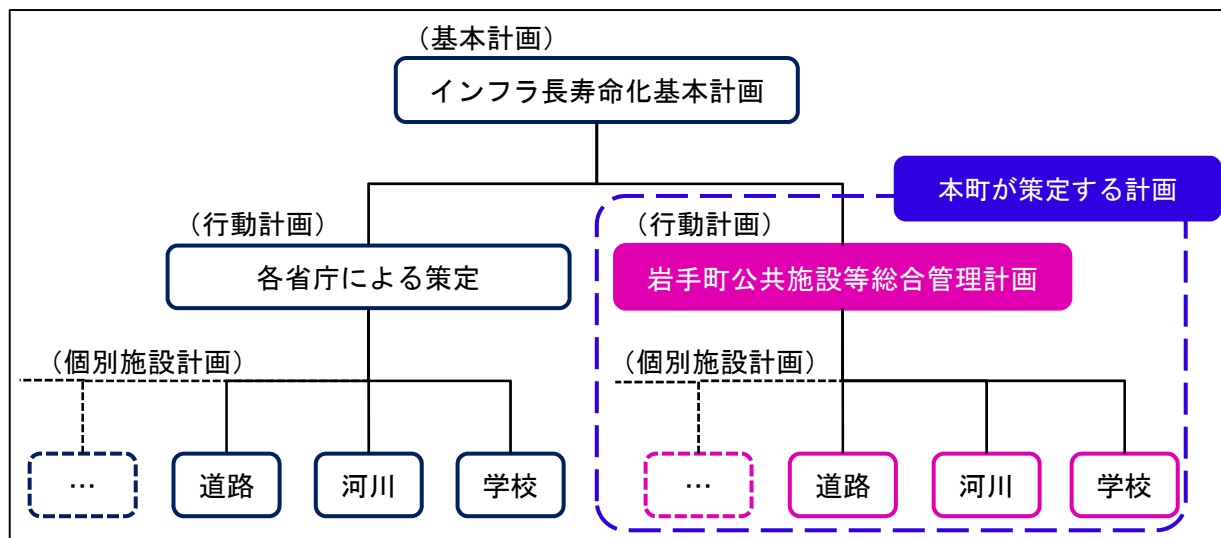 （基本計画）
インフラ長寿命化基本計画
本町が策定する計画
（行動計画）
（行動計画）
各省庁による策定
岩手町公共施設等総合管理計画
（個別施設計画）
（個別施設計画）
…
道路
河川
学校
…
道路
河川
学校